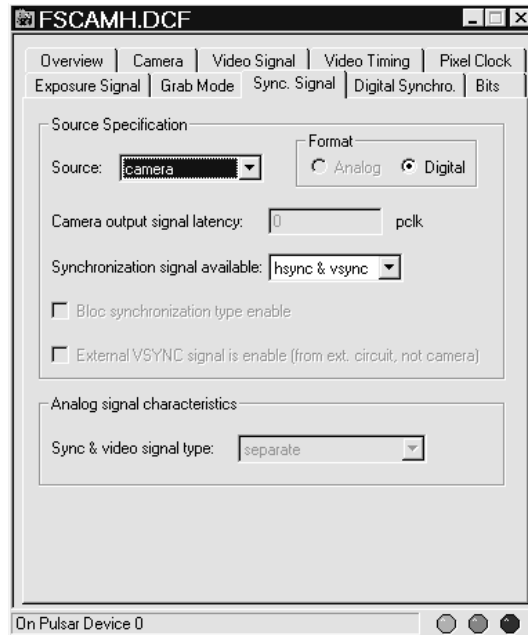 FSCAMH.DCF
Overview Camera Video Signal Video Timing Pixel Clock
Exposure Signal Grab Mode Sync. Signal Digital Synchro. Bits
Source Specification
Format
Source: camera Analog Digital
Camera output signal latency: 0 pclk
Synchronization signal available: hsync & vsync
Bloc synchronization type enable
External VSYNC signal is enable (from ext. circuit, not camera)
Analog signal characteristics
Sync & video signal type: separate
On Pulsar Device 0